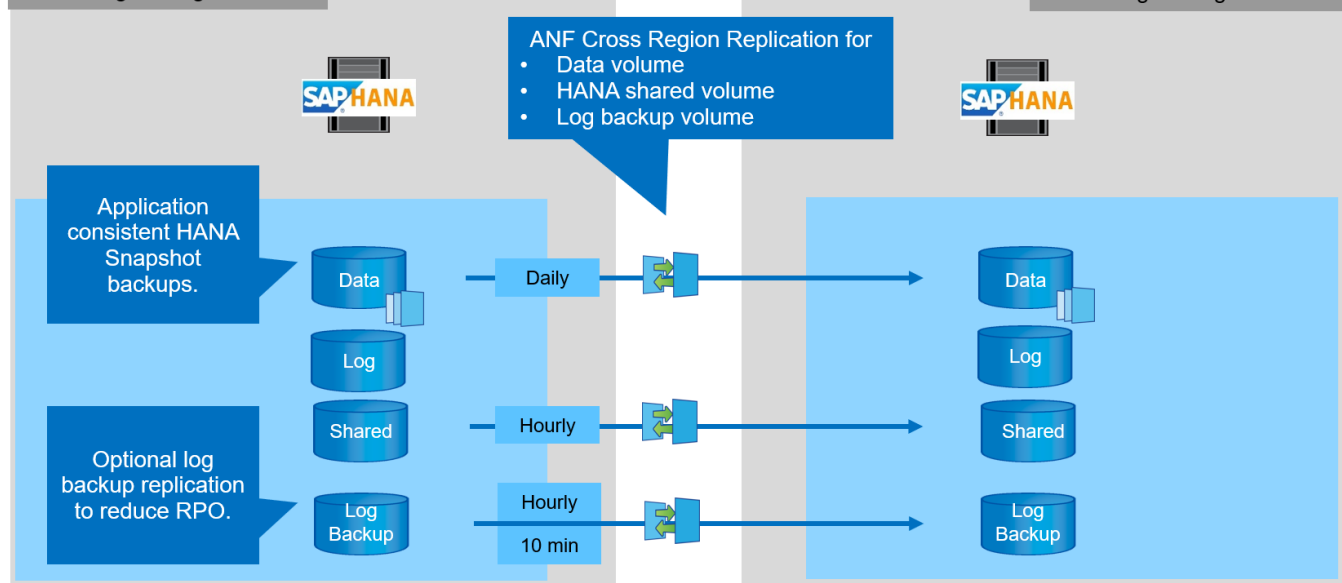 ANF Cross Region Replication for
• Data volume
• HANA shared volume
• Log backup volume
SAP HANA
®
SAP HANA
®
Application
consistent HANA
Snapshot
backups.
Data
Daily
Data
Log
Log
Shared
Hourly
Shared
Optional log
backup replication
to reduce RPO.
Log
Backup
Hourly
10 min
Log
Backup